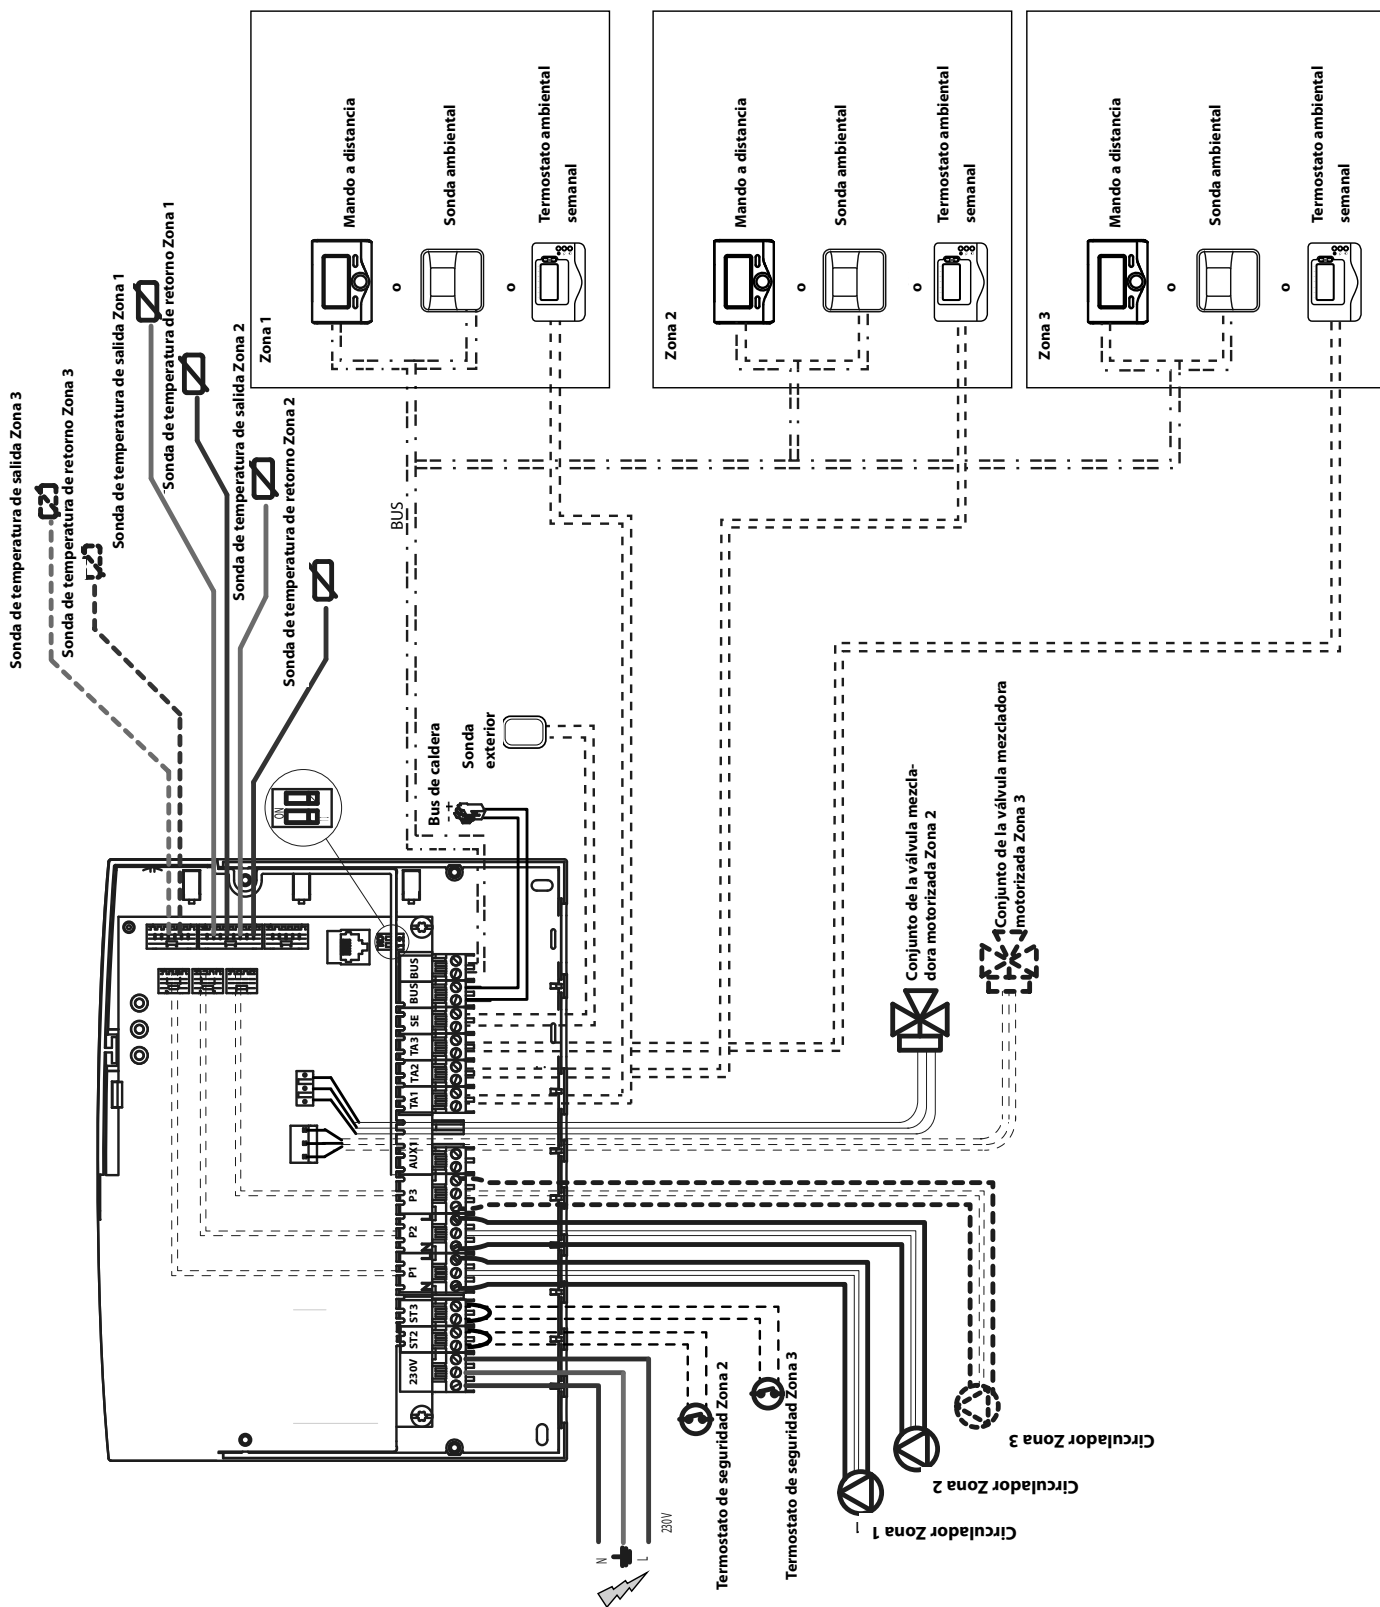 Sonda de temperatura de salida Zona 3
Sonda de temperatura de retorno Zona 3
Sonda de temperatura de salida Zona 1
Sonda de temperatura de retorno Zona 1
Sonda de temperatura de salida Zona 2
Sonda de temperatura de retorno Zona 2
Zona 1
Mando a distancia
Sonda ambiental
Termostato ambiental
semanal
Zona 2
Mando a distancia
Sonda ambiental
Termostato ambiental
semanal
Zona 3
Mando a distancia
Sonda ambiental
Termostato ambiental
semanal
BUS
Bus de caldera
Sonda
exterior
ON
BUS
BUS
SE
TA3
TA2
TA1
AUX1
P3
P2
P1
ST3
ST2
230V
L
N
L
N
Conjunto de la válvula mezcla-
dora motorizada Zona 2
Conjunto de la válvula mezcladora
motorizada Zona 3
Termostato de seguridad Zona 2
Termostato de seguridad Zona 3
Circulador Zona 1
Circulador Zona 2
Circulador Zona 3
N
L
230V